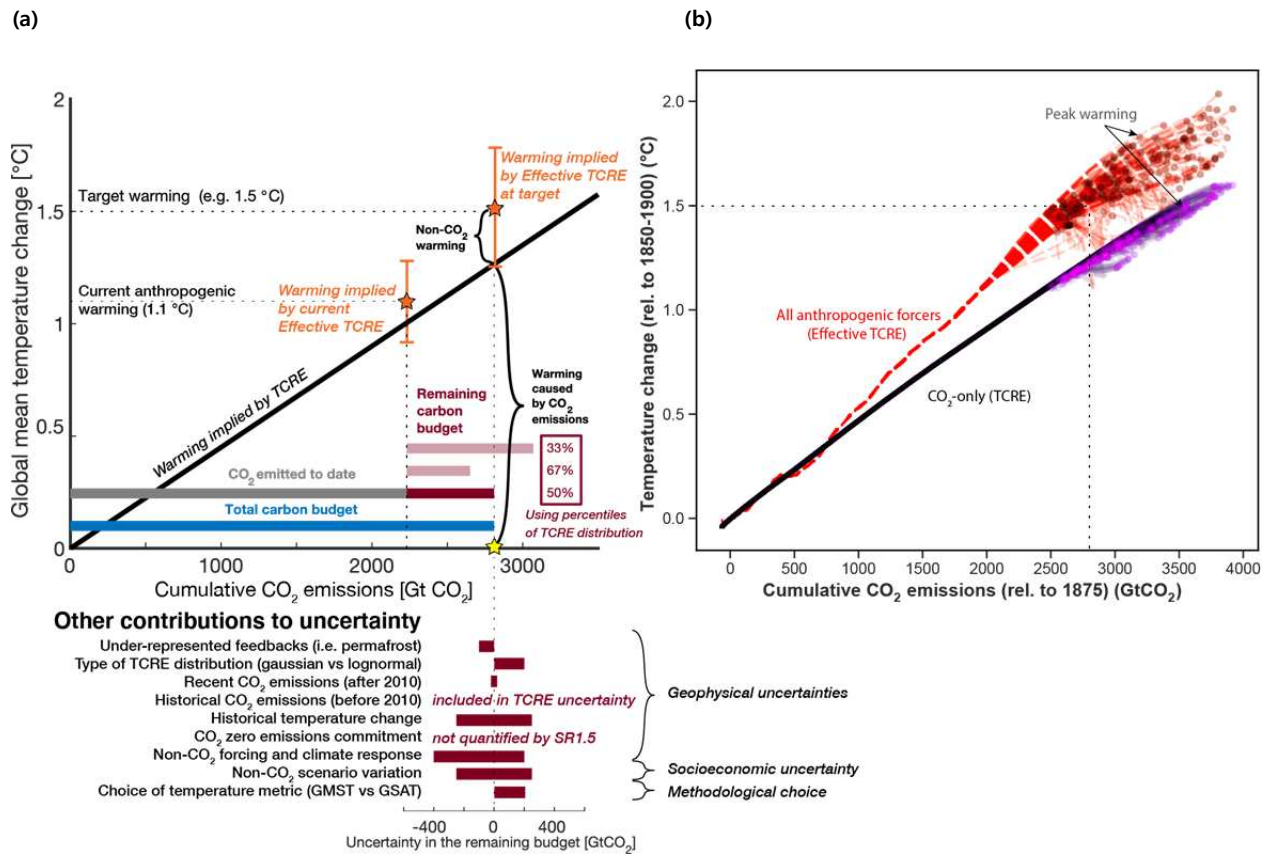 (a)
2
1.5
1
0.5
0
Global mean temperature change [°C]
Target warming (e.g. 1.5 °C)
Current anthropogenic
warming (1.1 °C)
Warming implied
by Effective TCRE
at target
Non-CO₂
warming
Warming implied
by current
Effective TCRE
Warming implied by TCRE
Warming
caused
by CO₂
emissions
Remaining
carbon
budget
33%
67%
50%
CO₂ emitted to date
Total carbon budget
Using percentiles
of TCRE distribution
0 1000 2000 3000
Cumulative CO₂ emissions [Gt CO₂]
Other contributions to uncertainty
Under-represented feedbacks (i.e. permafrost)
Type of TCRE distribution (gaussian vs lognormal)
Recent CO₂ emissions (after 2010)
Historical CO₂ emissions (before 2010) included in TCRE uncertainty
Historical temperature change
CO₂ zero emissions commitment not quantified by SR1.5
Non-CO₂ forcing and climate response
Non-CO₂ scenario variation
Choice of temperature metric (GMST vs GSAT)
Geophysical uncertainties
Socioeconomic uncertainty
Methodological choice
-400 0 400
Uncertainty in the remaining budget [GtCO₂]
(b)
2.0
1.5
1.0
0.5
0.0
Temperature change (rel. to 1850-1900) (°C)
Peak warming
All anthropogenic forcers
(Effective TCRE)
CO₂-only (TCRE)
0 500 1000 1500 2000 2500 3000 3500 4000
Cumulative CO₂ emissions (rel. to 1875) (GtCO₂)